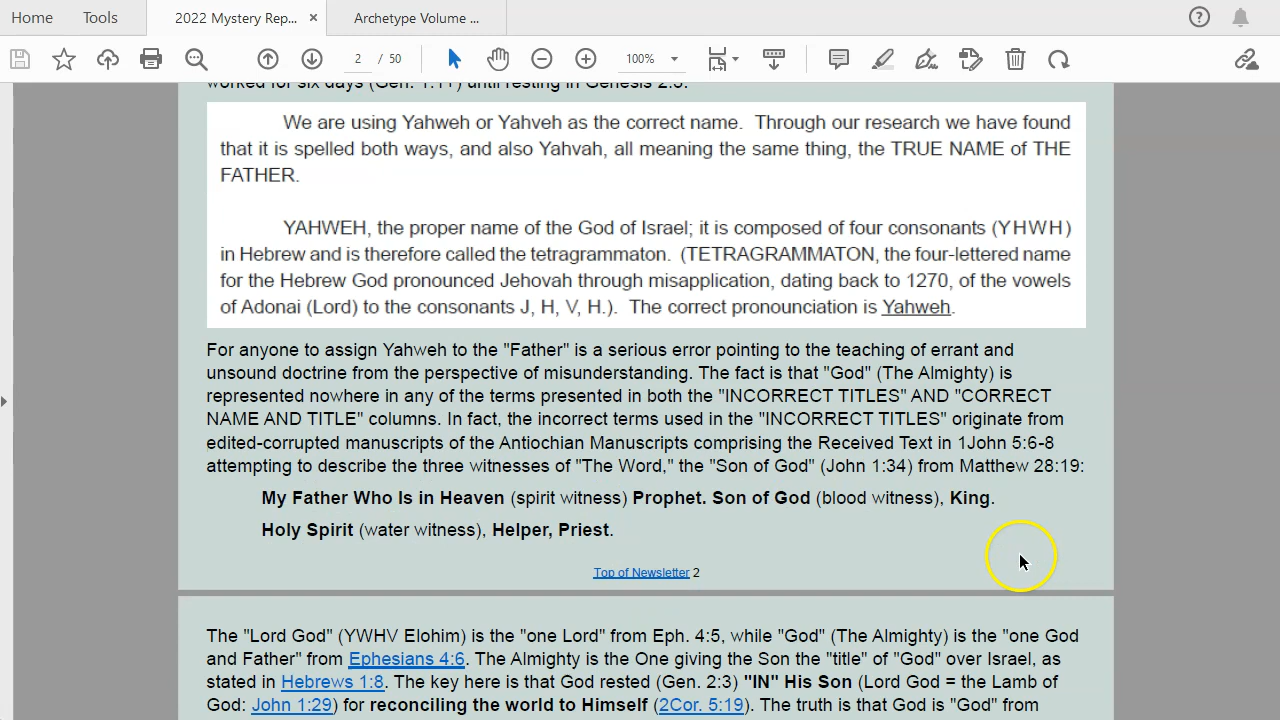 Home
Tools
2022 Mystery Rep...
×
Archetype Volume ...
2 / 50
100%
worked for six days (Gen. 1:11) until resting in Genesis 2:3.
We are using Yahweh or Yahveh as the correct name. Through our research we have found
that it is spelled both ways, and also Yahvah, all meaning the same thing, the TRUE NAME of THE
FATHER.
YAHWEH, the proper name of the God of Israel; it is composed of four consonants (YHWH)
in Hebrew and is therefore called the tetragrammaton. (TETRAGRAMMATON, the four-lettered name
for the Hebrew God pronounced Jehovah through misapplication, dating back to 1270, of the vowels
of Adonai (Lord) to the consonants J, H, V, H.). The correct pronounciation is Yahweh.
For anyone to assign Yahweh to the "Father" is a serious error pointing to the teaching of errant and
unsound doctrine from the perspective of misunderstanding. The fact is that "God" (The Almighty) is
represented nowhere in any of the terms presented in both the "INCORRECT TITLES" AND "CORRECT
NAME AND TITLE" columns. In fact, the incorrect terms used in the "INCORRECT TITLES" originate from
edited-corrupted manuscripts of the Antiochian Manuscripts comprising the Received Text in 1John 5:6-8
attempting to describe the three witnesses of "The Word," the "Son of God" (John 1:34) from Matthew 28:19:
My Father Who Is in Heaven (spirit witness) Prophet. Son of God (blood witness), King.
Holy Spirit (water witness), Helper, Priest.
Top of Newsletter 2
The "Lord God" (YWHV Elohim) is the "one Lord" from Eph. 4:5, while "God" (The Almighty) is the "one God
and Father" from Ephesians 4:6. The Almighty is the One giving the Son the "title" of "God" over Israel, as
stated in Hebrews 1:8. The key here is that God rested (Gen. 2:3) "IN" His Son (Lord God = the Lamb of
God: John 1:29) for reconciling the world to Himself (2Cor. 5:19). The truth is that God is "God" from